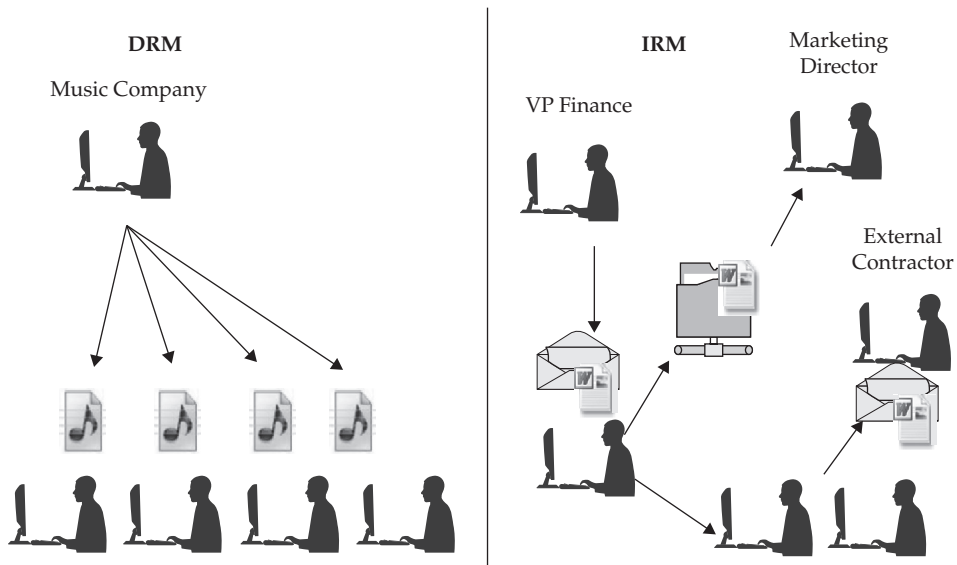 DRM
Music Company
IRM
VP Finance
Marketing
Director
External
Contractor
W
W
W